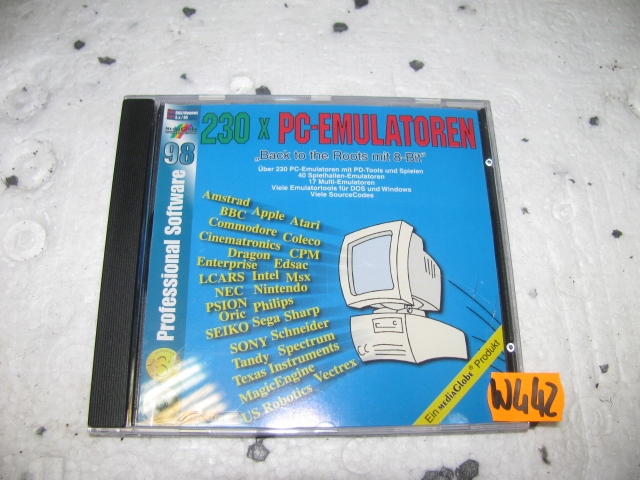 230 x PC-EMULATOREN
„Back to the Roots mit 8-Bit"
Über 230 PC-Emulatoren mit PD-Tools und Spielen
40 Spielhallen-Emulatoren
17 Multi-Emulatoren
Viele Emulatortools für DOS und Windows
Viele SourceCodes
MediaGlobe
98
Professional Software
Amstrad Apple Atari
BBC Commodore Coleco
Cinematronics CPM
Dragon
Enterprise Edsac
LCARS Intel Msx
NEC Nintendo
PSION Philips
Oric
SEIKO Sega Sharp
SONY Schneider
Tandy Spectrum
Texas Instruments
MagicEngine
US Robotics Vectrex
Ein MEDIAGLOBE® Produkt
W442